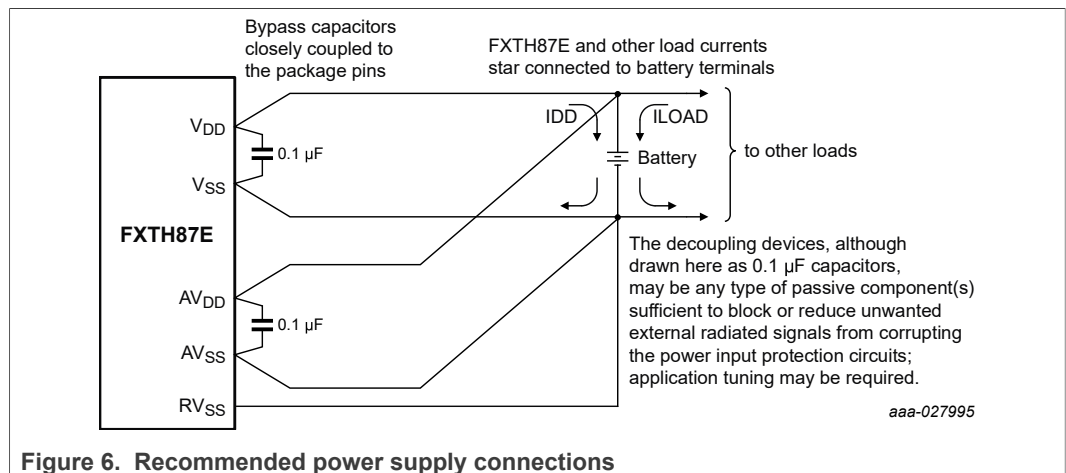 Bypass capacitors
closely coupled to
the package pins
FXTH87E and other load currents
star connected to battery terminals
VDD
0.1 µF
VSS
FXTH87E
AVDD
0.1 µF
AVSS
RVSS
IDD
ILOAD
Battery
to other loads
The decoupling devices, although
drawn here as 0.1 µF capacitors,
may be any type of passive component(s)
sufficient to block or reduce unwanted
external radiated signals from corrupting
the power input protection circuits;
application tuning may be required.
aaa-027995
Figure 6. Recommended power supply connections